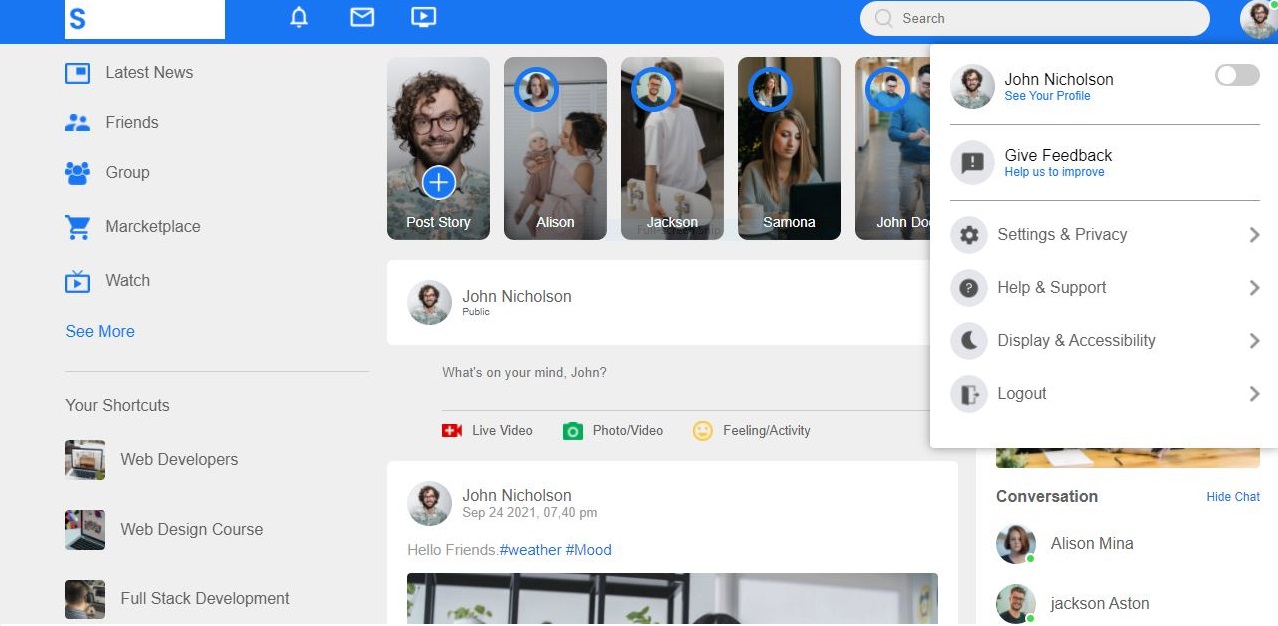 S
Search
Latest News
Friends
Group
Marcketplace
Watch
See More
Your Shortcuts
Web Developers
Web Design Course
Full Stack Development
Post Story
Alison
Jackson
Samona
John Doe
John Nicholson
Public
What's on your mind, John?
Live Video
Photo/Video
Feeling/Activity
John Nicholson
Sep 24 2021, 07,40 pm
Hello Friends.#weather #Mood
John Nicholson
See Your Profile
Give Feedback
Help us to improve
Settings & Privacy
Help & Support
Display & Accessibility
Logout
Conversation
Hide Chat
Alison Mina
jackson Aston